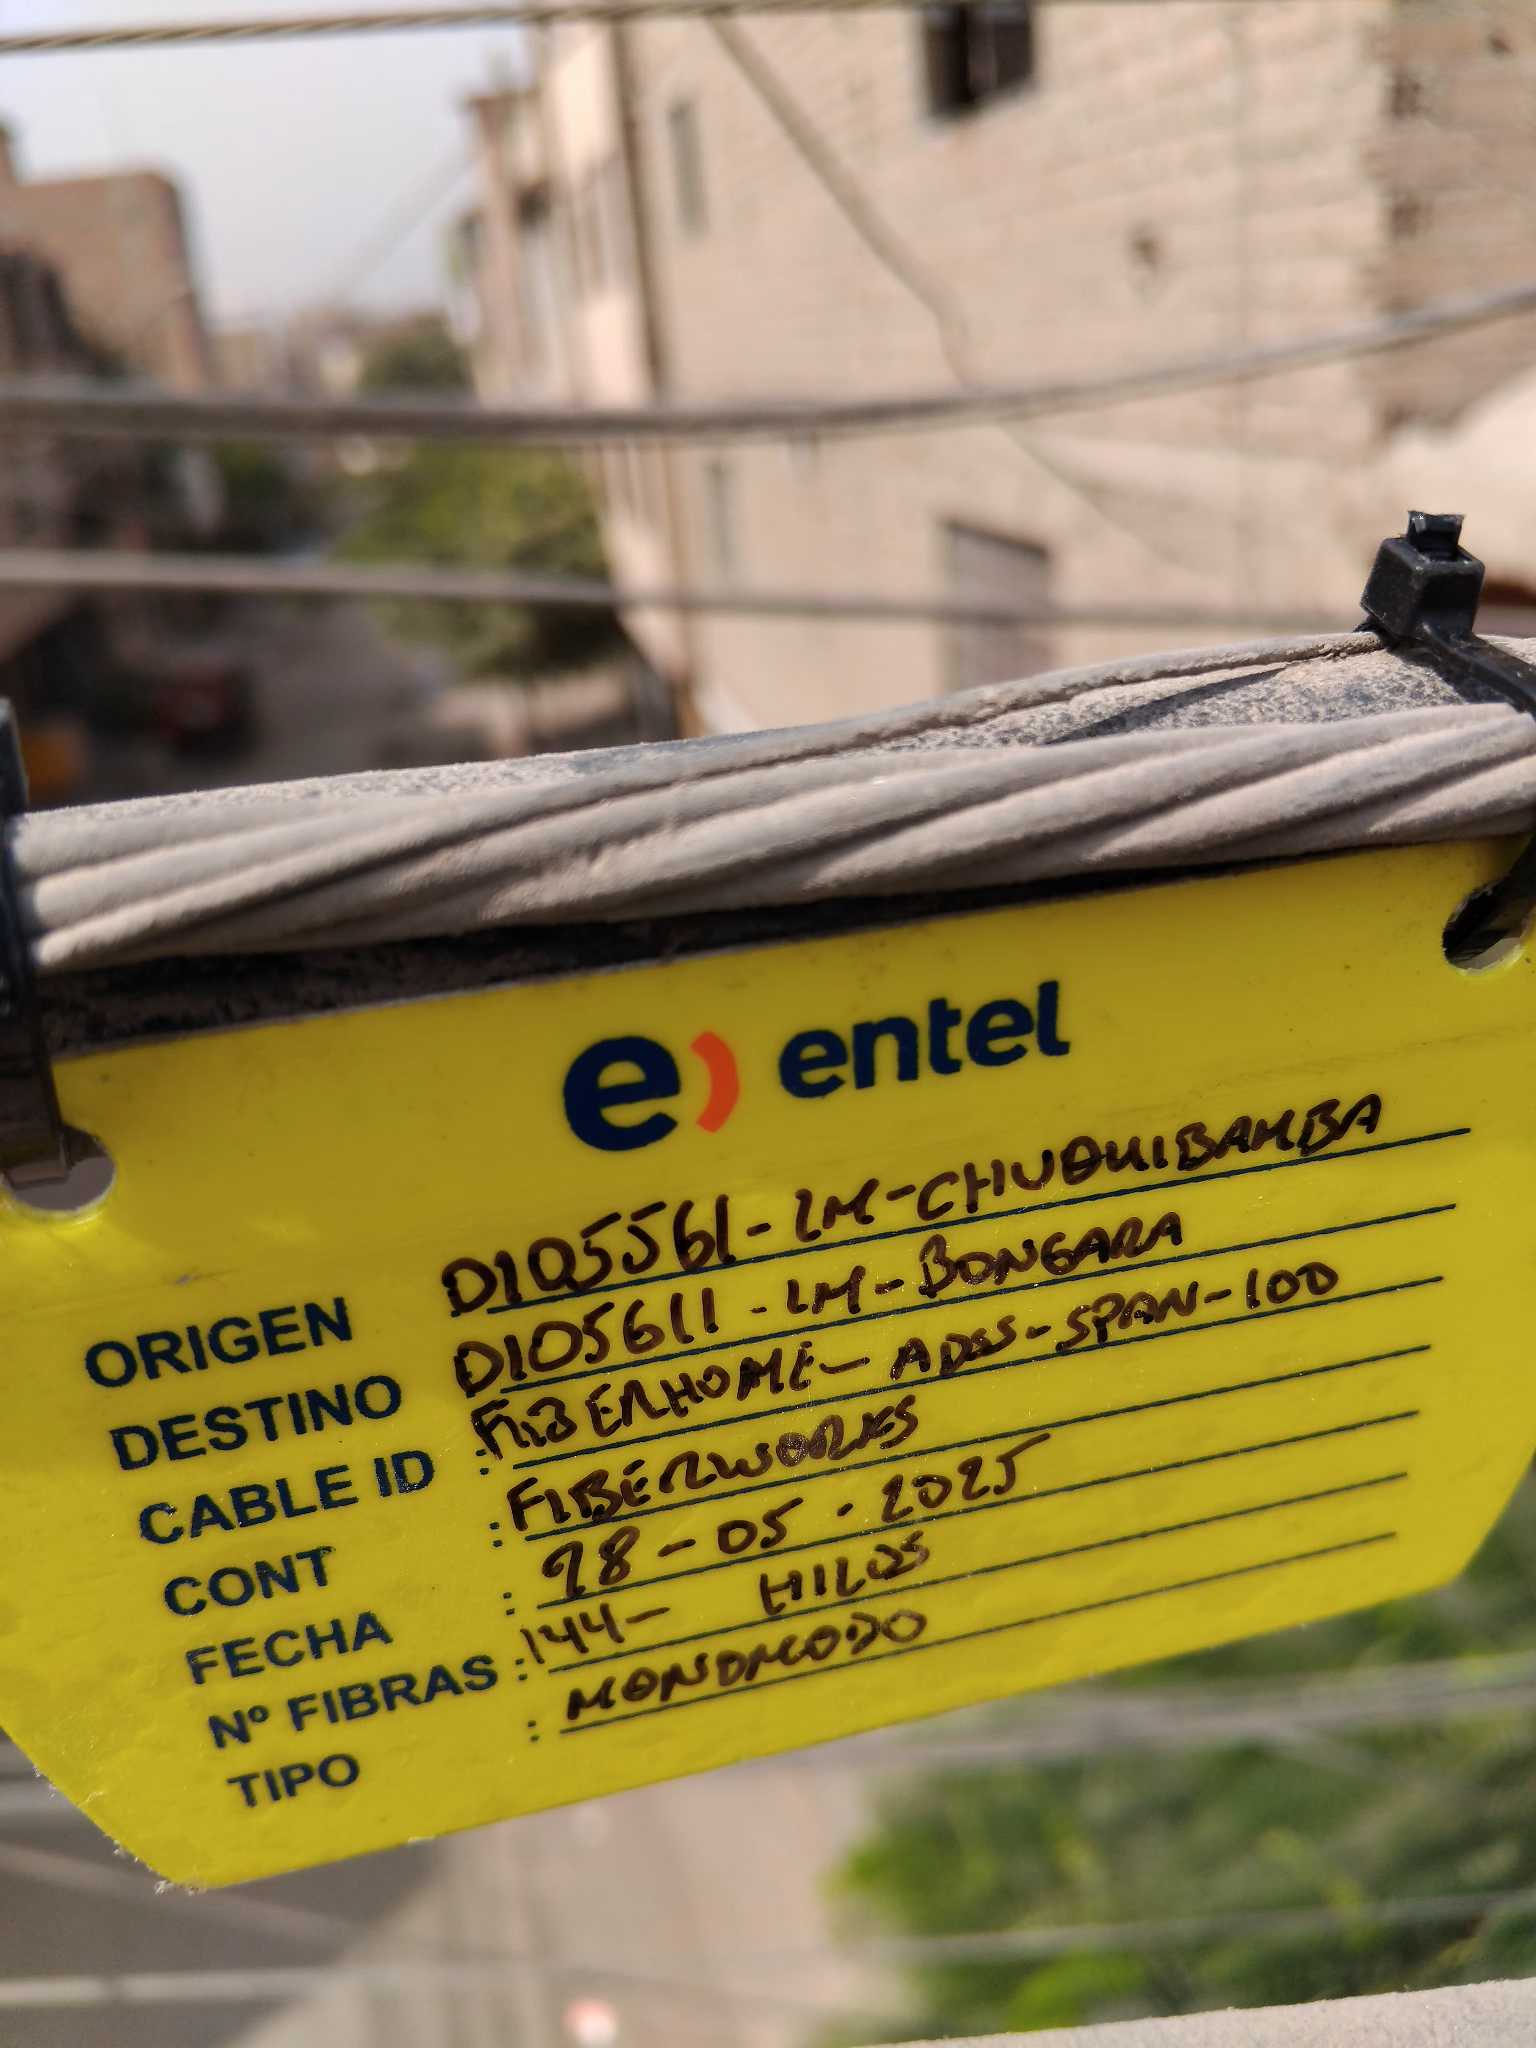 e) entel
ORIGEN D105561-LM-CHUQUIBAMBA
DESTINO D105611-LM-BONGARA
CABLE ID : FIBERHOME-ADSS-SPAN-100
CONT : FIBERWORKS
FECHA : 28-05-2025
Nº FIBRAS : 144- HILOS
TIPO : MONOMODO